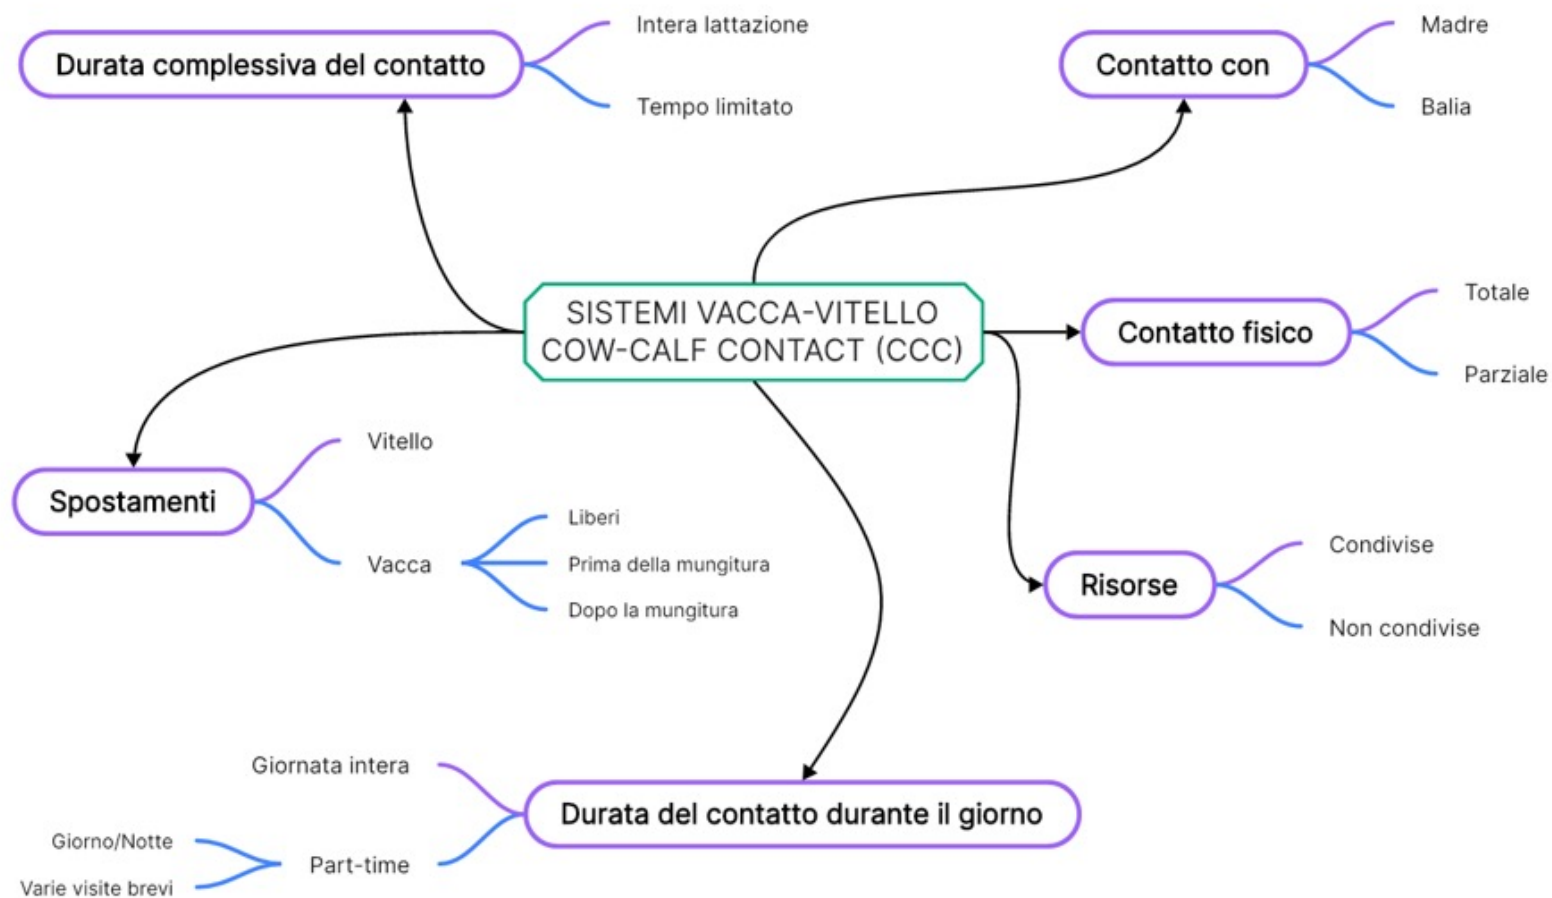 Durata complessiva del contatto
Intera lattazione
Tempo limitato
Contatto con
Madre
Balia
SISTEMI VACCA-VITELLO
COW-CALF CONTACT (CCC)
Contatto fisico
Totale
Parziale
Spostamenti
Vitello
Vacca
Liberi
Prima della mungitura
Dopo la mungitura
Risorse
Condivise
Non condivise
Durata del contatto durante il giorno
Giornata intera
Part-time
Giorno/Notte
Varie visite brevi